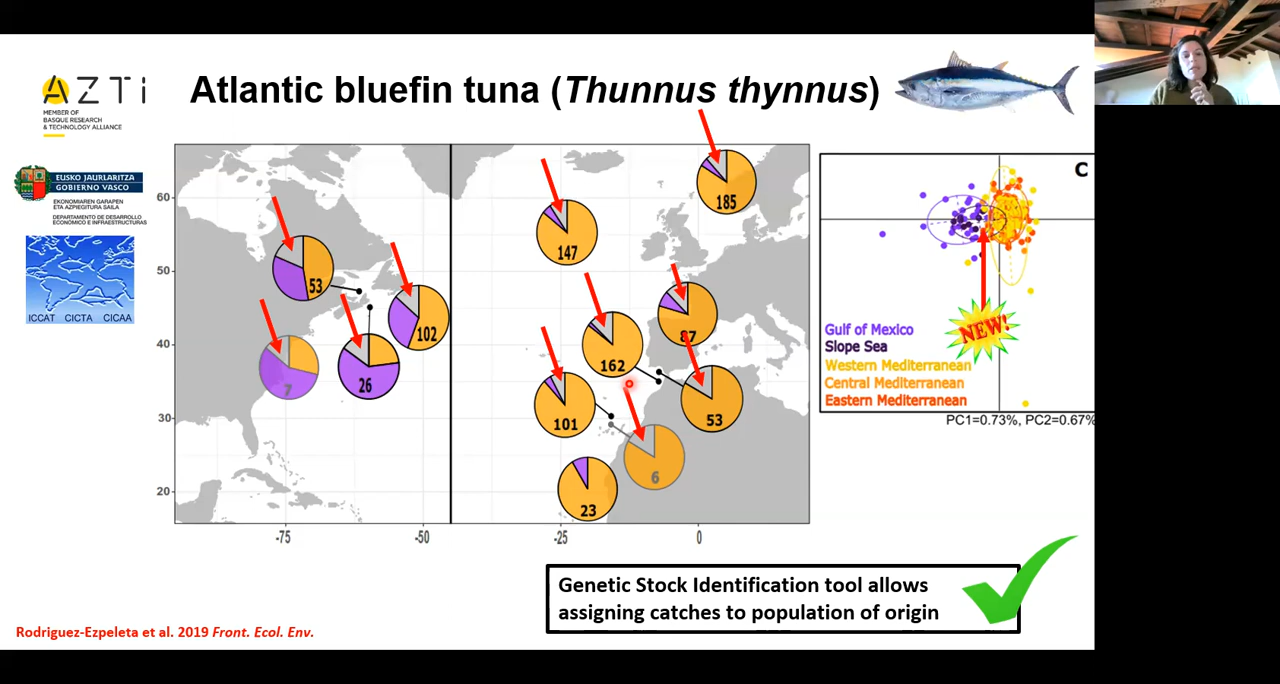 AZTi
MEMBER OF
BASQUE RESEARCH
& TECHNOLOGY ALLIANCE
Atlantic bluefin tuna (Thunnus thynnus)
EUSKO JAURLARITZA
GOBIERNO VASCO
EKONOMIAREN GARAPEN
ETA AZPIEGITURA SAILA
DEPARTAMENTO DE DESARROLLO
ECONÓMICO E INFRAESTRUCTURAS
ICCAT CICTA CICAA
60
50
40
30
20
-75
-50
-25
0
185
147
53
102
87
162
7
26
101
53
6
23
C
NEW!
Gulf of Mexico
Slope Sea
Western Mediterranean
Central Mediterranean
Eastern Mediterranean
PC1=0.73%, PC2=0.67%
Genetic Stock Identification tool allows
assigning catches to population of origin
Rodriguez-Ezpeleta et al. 2019 Front. Ecol. Env.